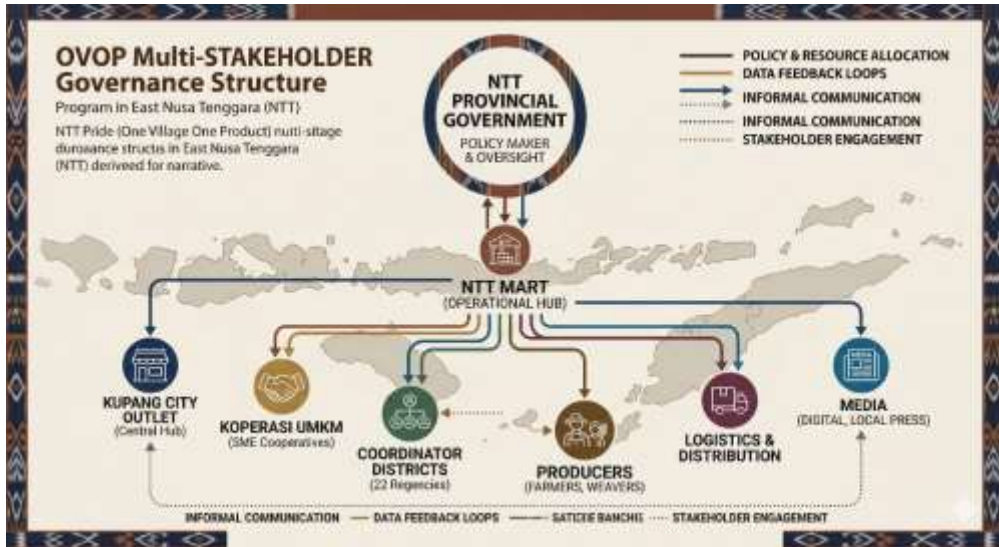 OVOP Multi-STAKEHOLDER
Governance Structure
Program in East Nusa Tenggara (NTT)
NTT Pride (One Village One Product) nuti-sitage
durowance structis in East Nusa Tenggara
(NTT) deriveed for narrative.
NTT
PROVINCIAL
GOVERNMENT
POLICY MAKER
& OVERSIGHT
POLICY & RESOURCE ALLOCATION
DATA FEEDBACK LOOPS
INFORMAL COMMUNICATION
INFORMAL COMMUNICATION
STAKEHOLDER ENGAGEMENT
NTT MART
(OPERATIONAL HUB)
KUPANG CITY
OUTLET
(Central Hub)
KOPERASI UMKM
(SME Cooperatives)
COORDINATOR
DISTRICTS
(22 Regencies)
PRODUCERS
(FARMERS, WEAVERS)
LOGISTICS &
DISTRIBUTION
MEDIA
(DIGITAL, LOCAL PRESS)
INFORMAL COMMUNICATION
DATA FEEDBACK LOOPS
STAKEHOLDER ENGAGEMENT